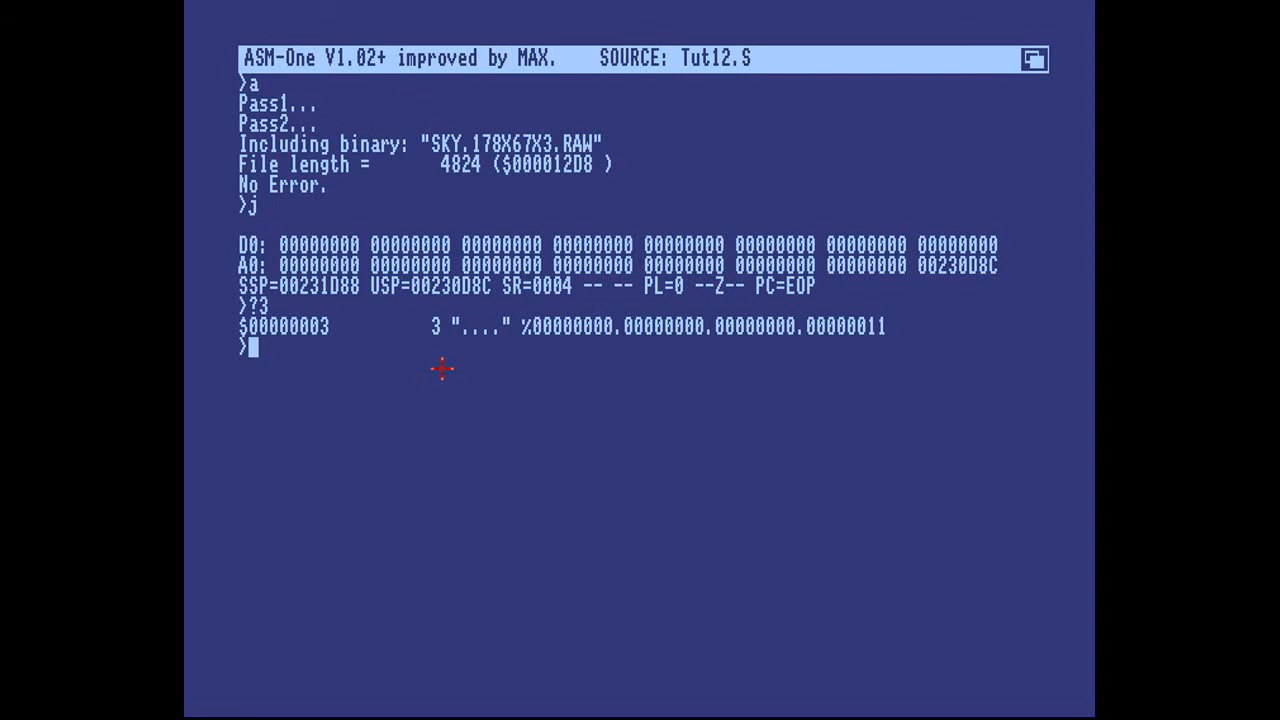 ASM-One V1.02+ improved by MAX. SOURCE: Tut12.S
>a
Pass1...
Pass2...
Including binary: "SKY.178X67X3.RAW"
File length = 4824 ($000012D8 )
No Error.
>j
D0: 00000000 00000000 00000000 00000000 00000000 00000000 00000000 00000000
A0: 00000000 00000000 00000000 00000000 00000000 00000000 00000000 00230D8C
SSP=00231D88 USP=00230D8C SR=0004 -- -- PL=0 --Z-- PC=EOP
>?3
$00000003 3 "...." %00000000.00000000.00000000.00000011
>